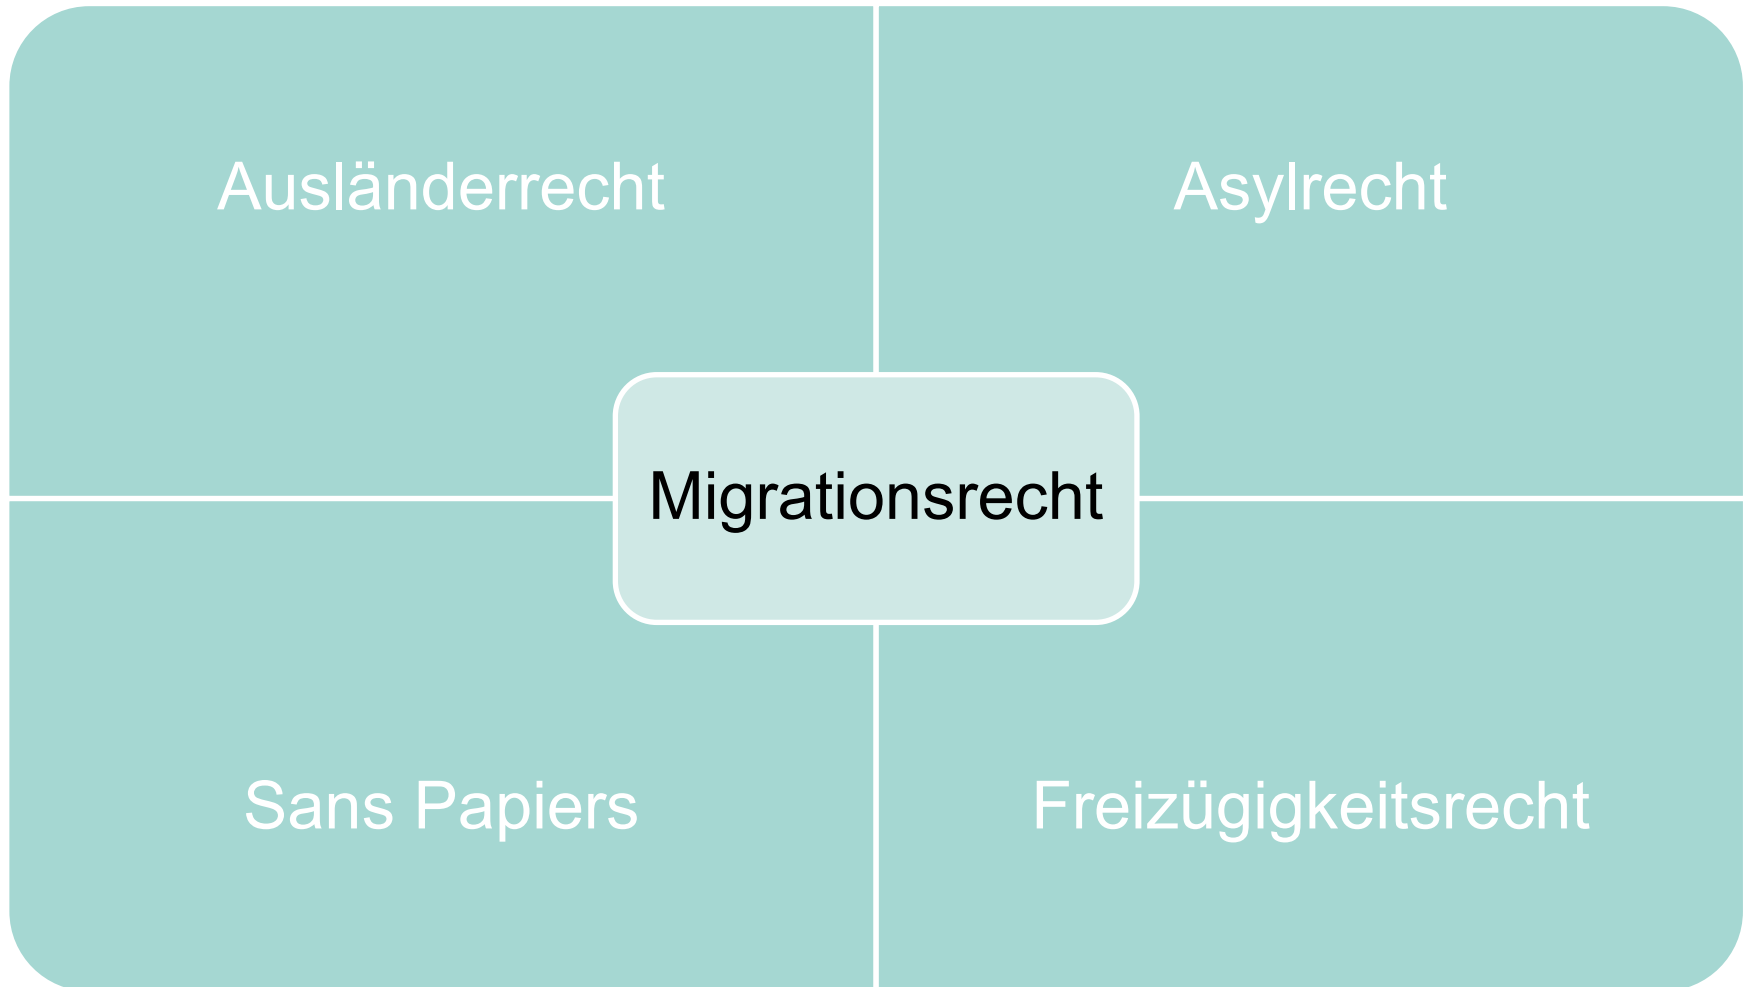 Ausländerrecht
Asylrecht
Migrationsrecht
Sans Papiers
Freizügigkeitsrecht